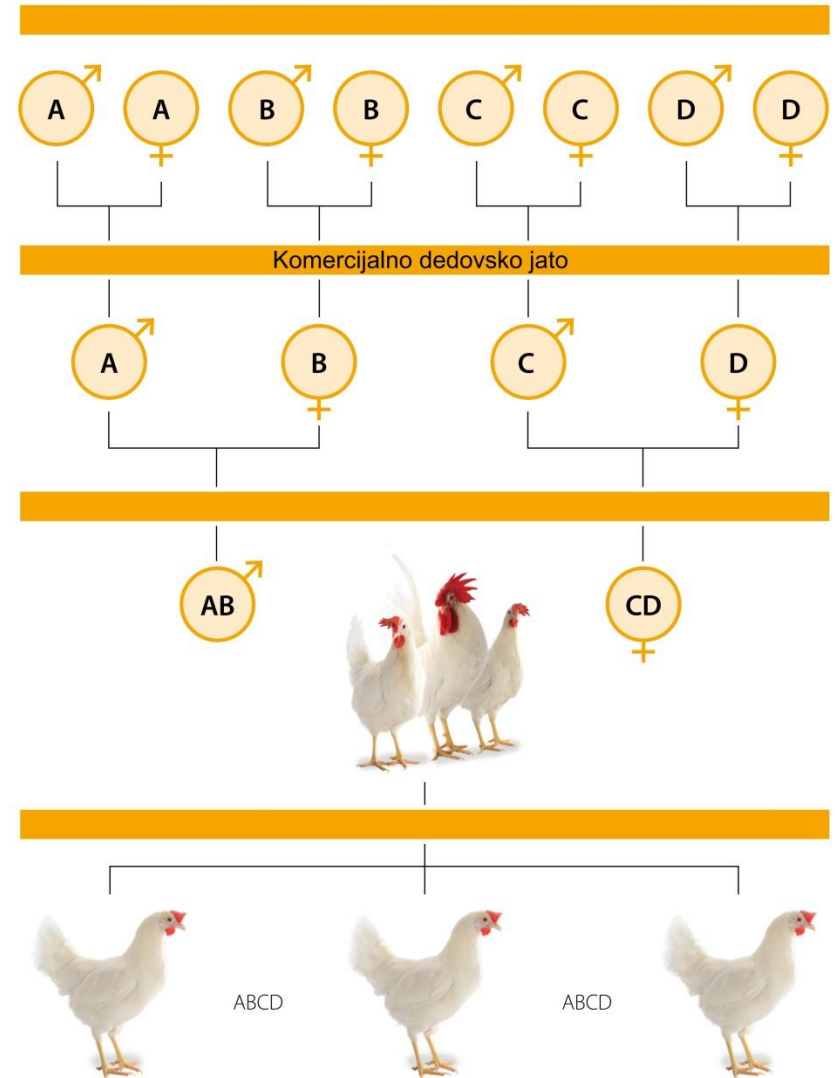 A A B B C C D D
Komercijalno dedovsko jato
A B C D
AB CD
ABCD ABCD